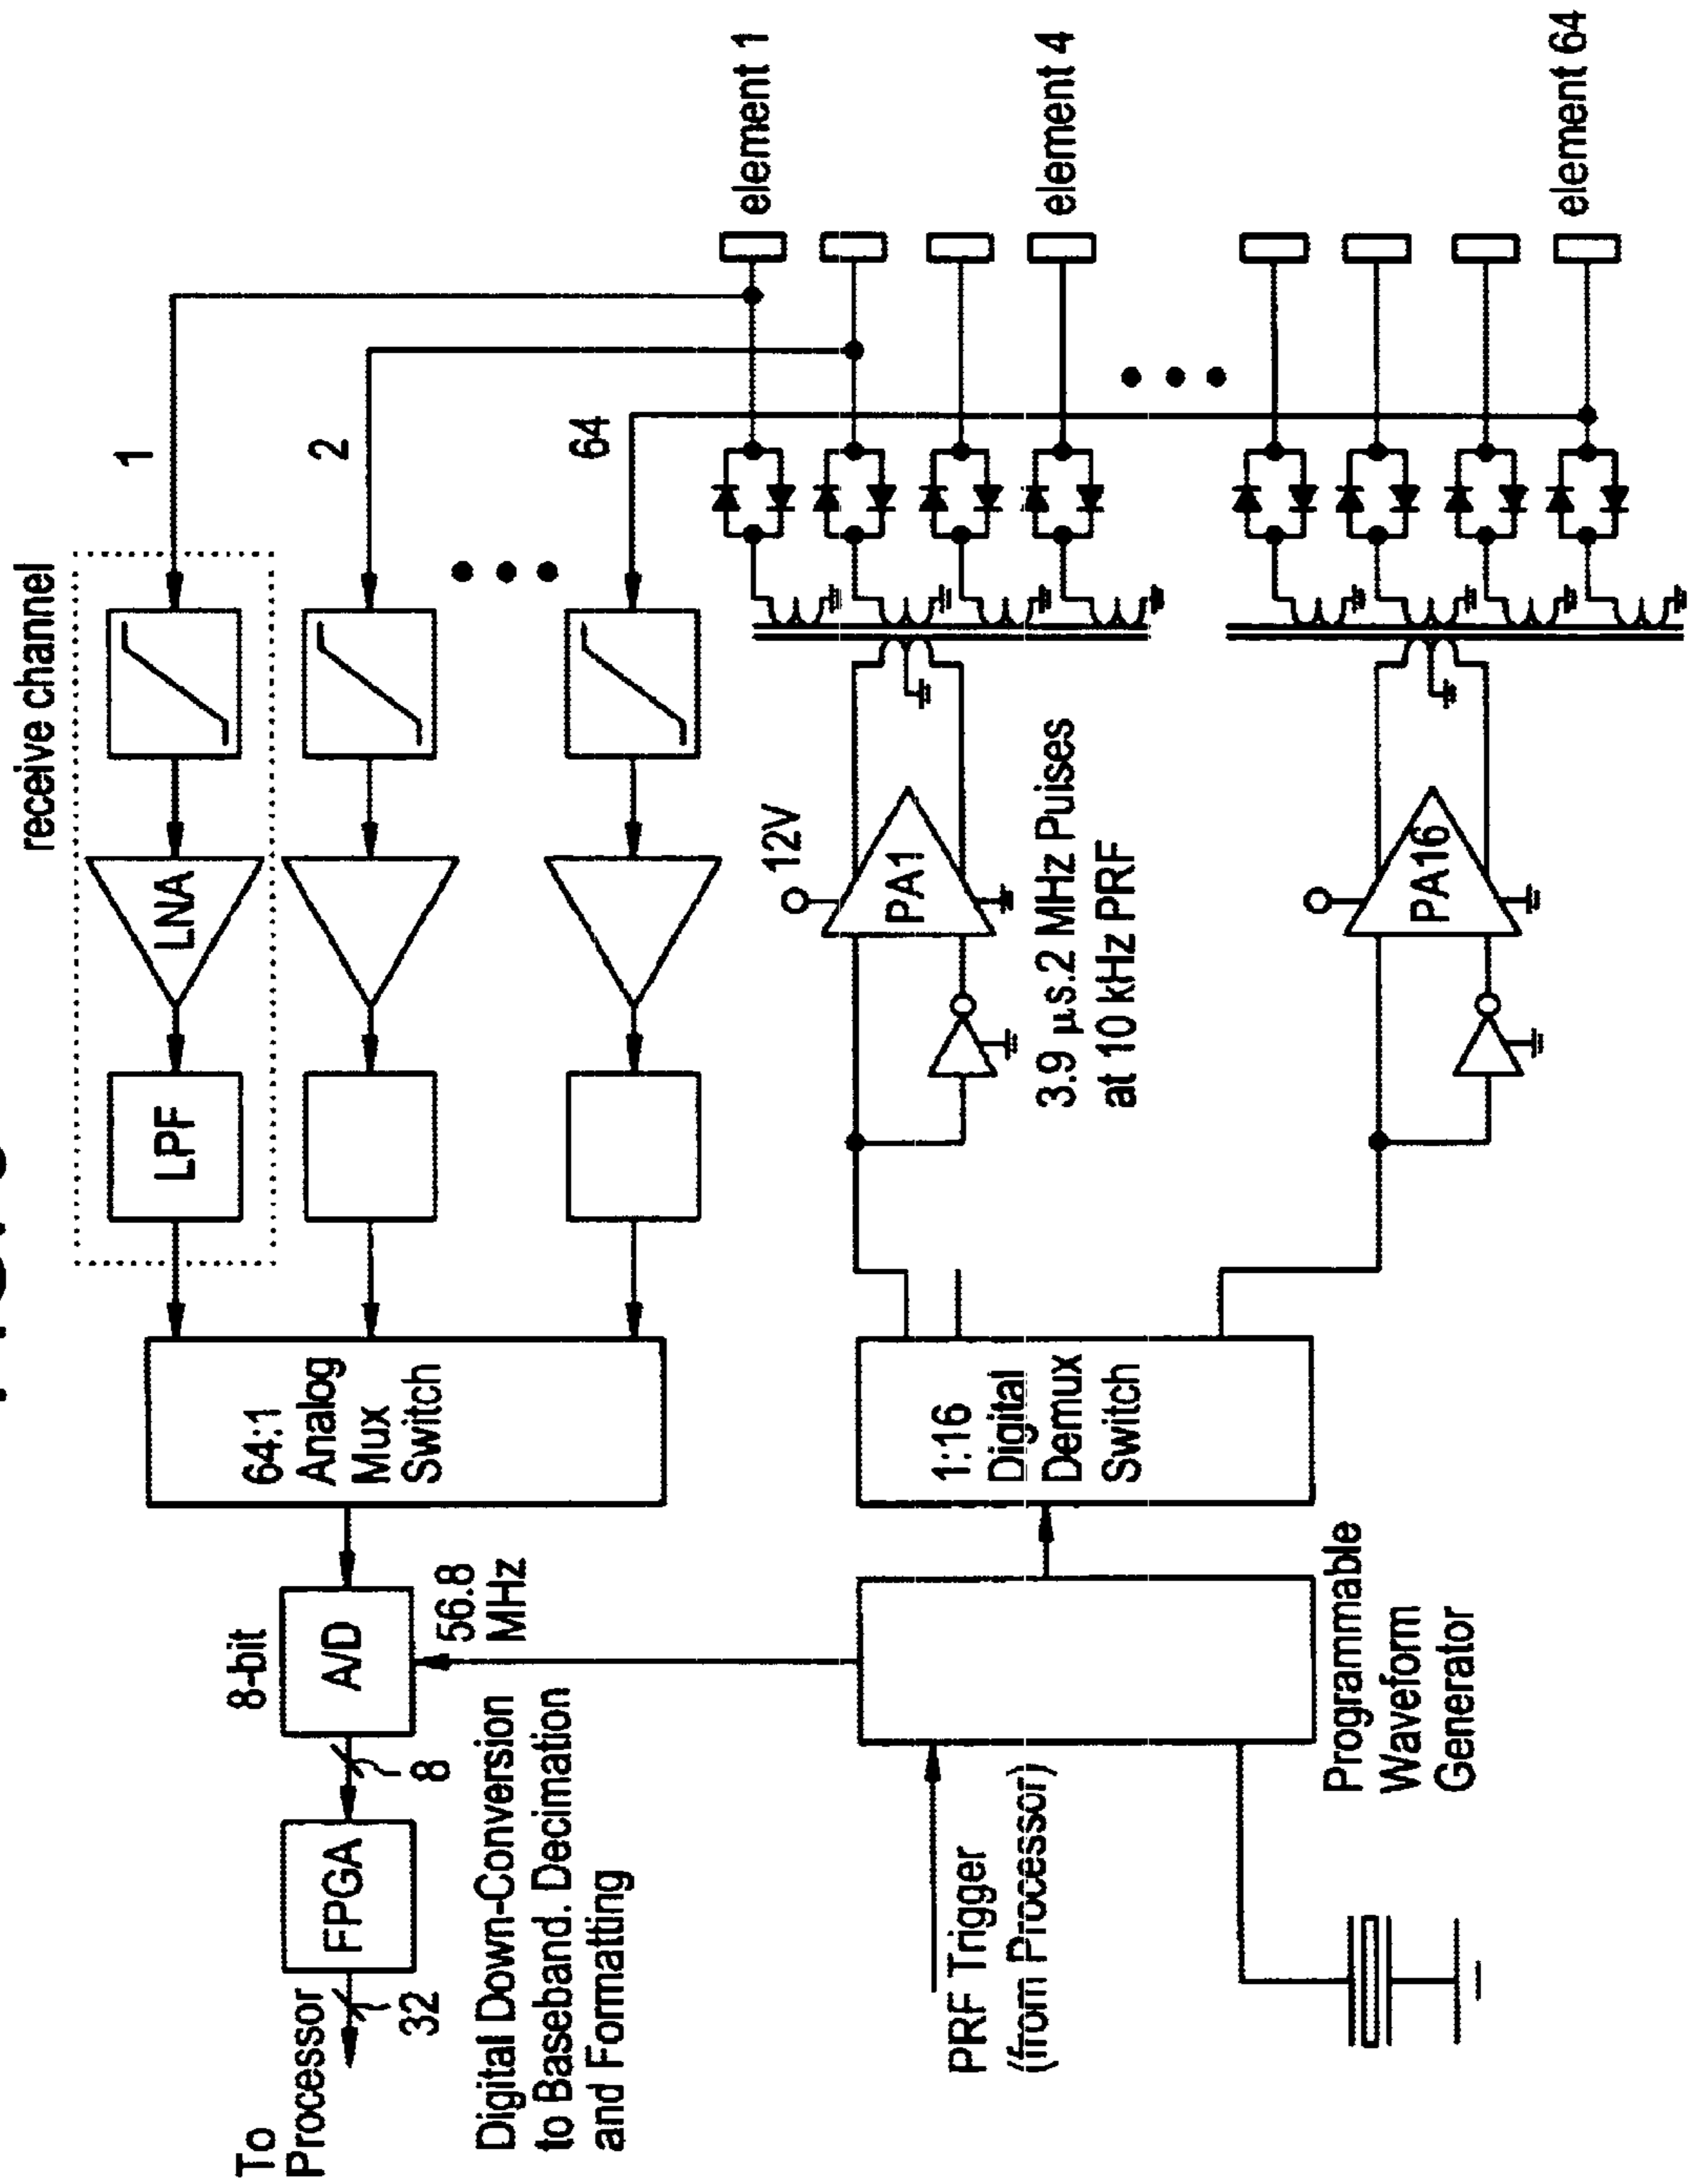 receive channel
1
2
64
LPF
LNA
64:1
Analog
Mux
Switch
8-bit
A/D
56.8
MHz
8
FPGA
To
Processor
32
Digital Down-Conversion
to Baseband. Decimation
and Formatting
element 1
element 4
element 64
12V
PA1
3.9 µs.2 MHz Puises
at 10 kHz PRF
PA16
1:16
Digital
Demux
Switch
PRF Trigger
(from Processor)
Programmable
Waveform
Generator